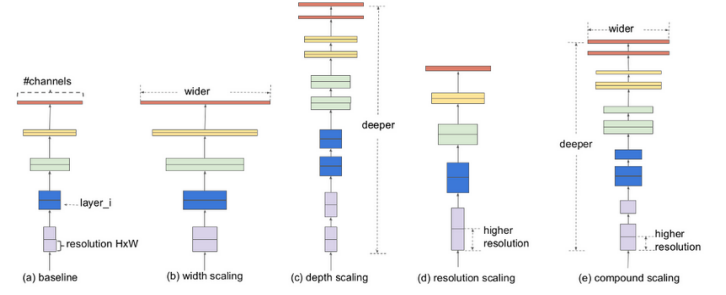 #channels
layer_i
resolution HxW
(a) baseline
wider
(b) width scaling
deeper
(c) depth scaling
higher
resolution
(d) resolution scaling
wider
deeper
higher
resolution
(e) compound scaling